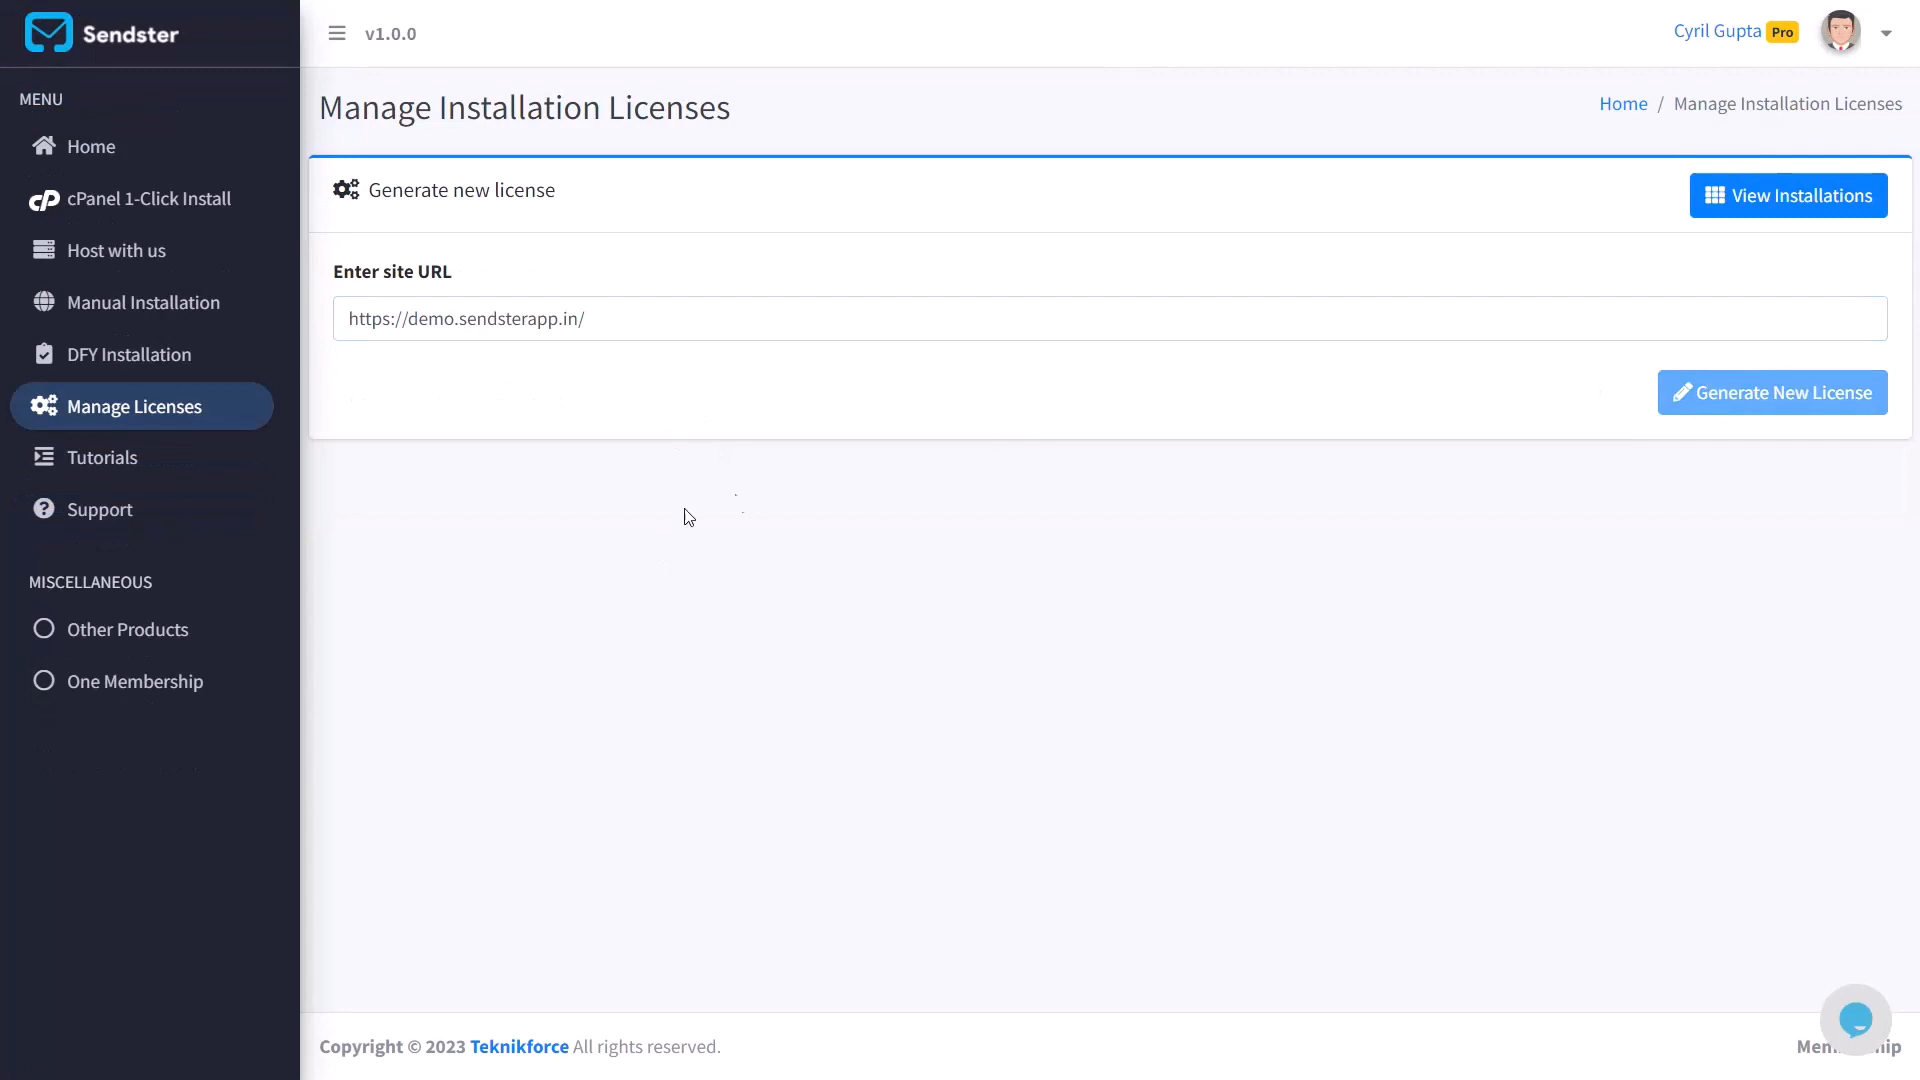 Sendster
v1.0.0
Cyril Gupta Pro
MENU
Home
cPanel 1-Click Install
Host with us
Manual Installation
DFY Installation
Manage Licenses
Tutorials
Support
MISCELLANEOUS
Other Products
One Membership
Manage Installation Licenses
Home / Manage Installation Licenses
Generate new license
View Installations
Enter site URL
https://demo.sendsterapp.in/
Generate New License
Copyright © 2023 Teknikforce All rights reserved.